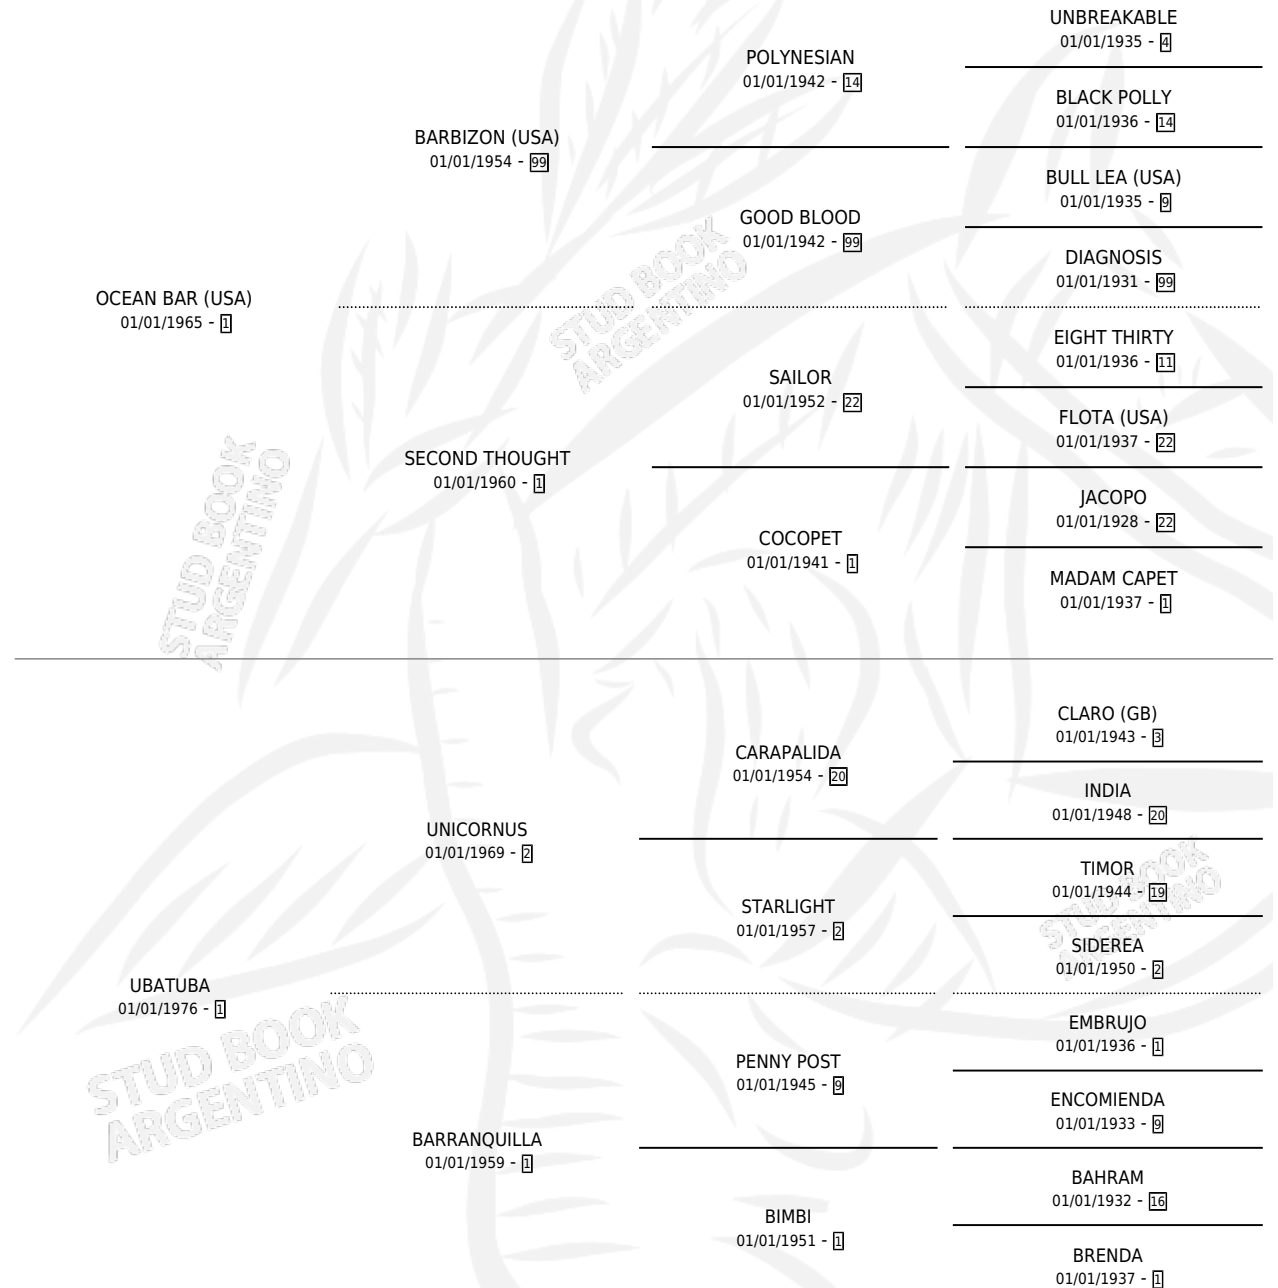 UNBREAKABLE
01/01/1935 - 4
POLYNESIAN
01/01/1942 - 14
BLACK POLLY
01/01/1936 - 14
BARBIZON (USA)
01/01/1954 - 99
BULL LEA (USA)
01/01/1935 - 9
GOOD BLOOD
01/01/1942 - 99
DIAGNOSIS
01/01/1931 - 99
OCEAN BAR (USA)
01/01/1965 - 1
EIGHT THIRTY
01/01/1936 - 11
SAILOR
01/01/1952 - 22
FLOTA (USA)
01/01/1937 - 22
SECOND THOUGHT
01/01/1960 - 1
JACOPO
01/01/1928 - 22
COCOPET
01/01/1941 - 1
MADAM CAPET
01/01/1937 - 1
CLARO (GB)
01/01/1943 - 3
CARAPALIDA
01/01/1954 - 20
INDIA
01/01/1948 - 20
UNICORNUS
01/01/1969 - 2
TIMOR
01/01/1944 - 19
STARLIGHT
01/01/1957 - 2
SIDEREA
01/01/1950 - 2
UBATUBA
01/01/1976 - 1
EMBRUJO
01/01/1936 - 1
PENNY POST
01/01/1945 - 9
ENCOMIENDA
01/01/1933 - 9
BARRANQUILLA
01/01/1959 - 1
BAHRAM
01/01/1932 - 16
BIMBI
01/01/1951 - 1
BRENDA
01/01/1937 - 1
STUD BOOK
ARGENTINO
STUD BOOK
ARGENTINO
STUD BOOK
ARGENTINO
STUD BOOK
ARGENTINO